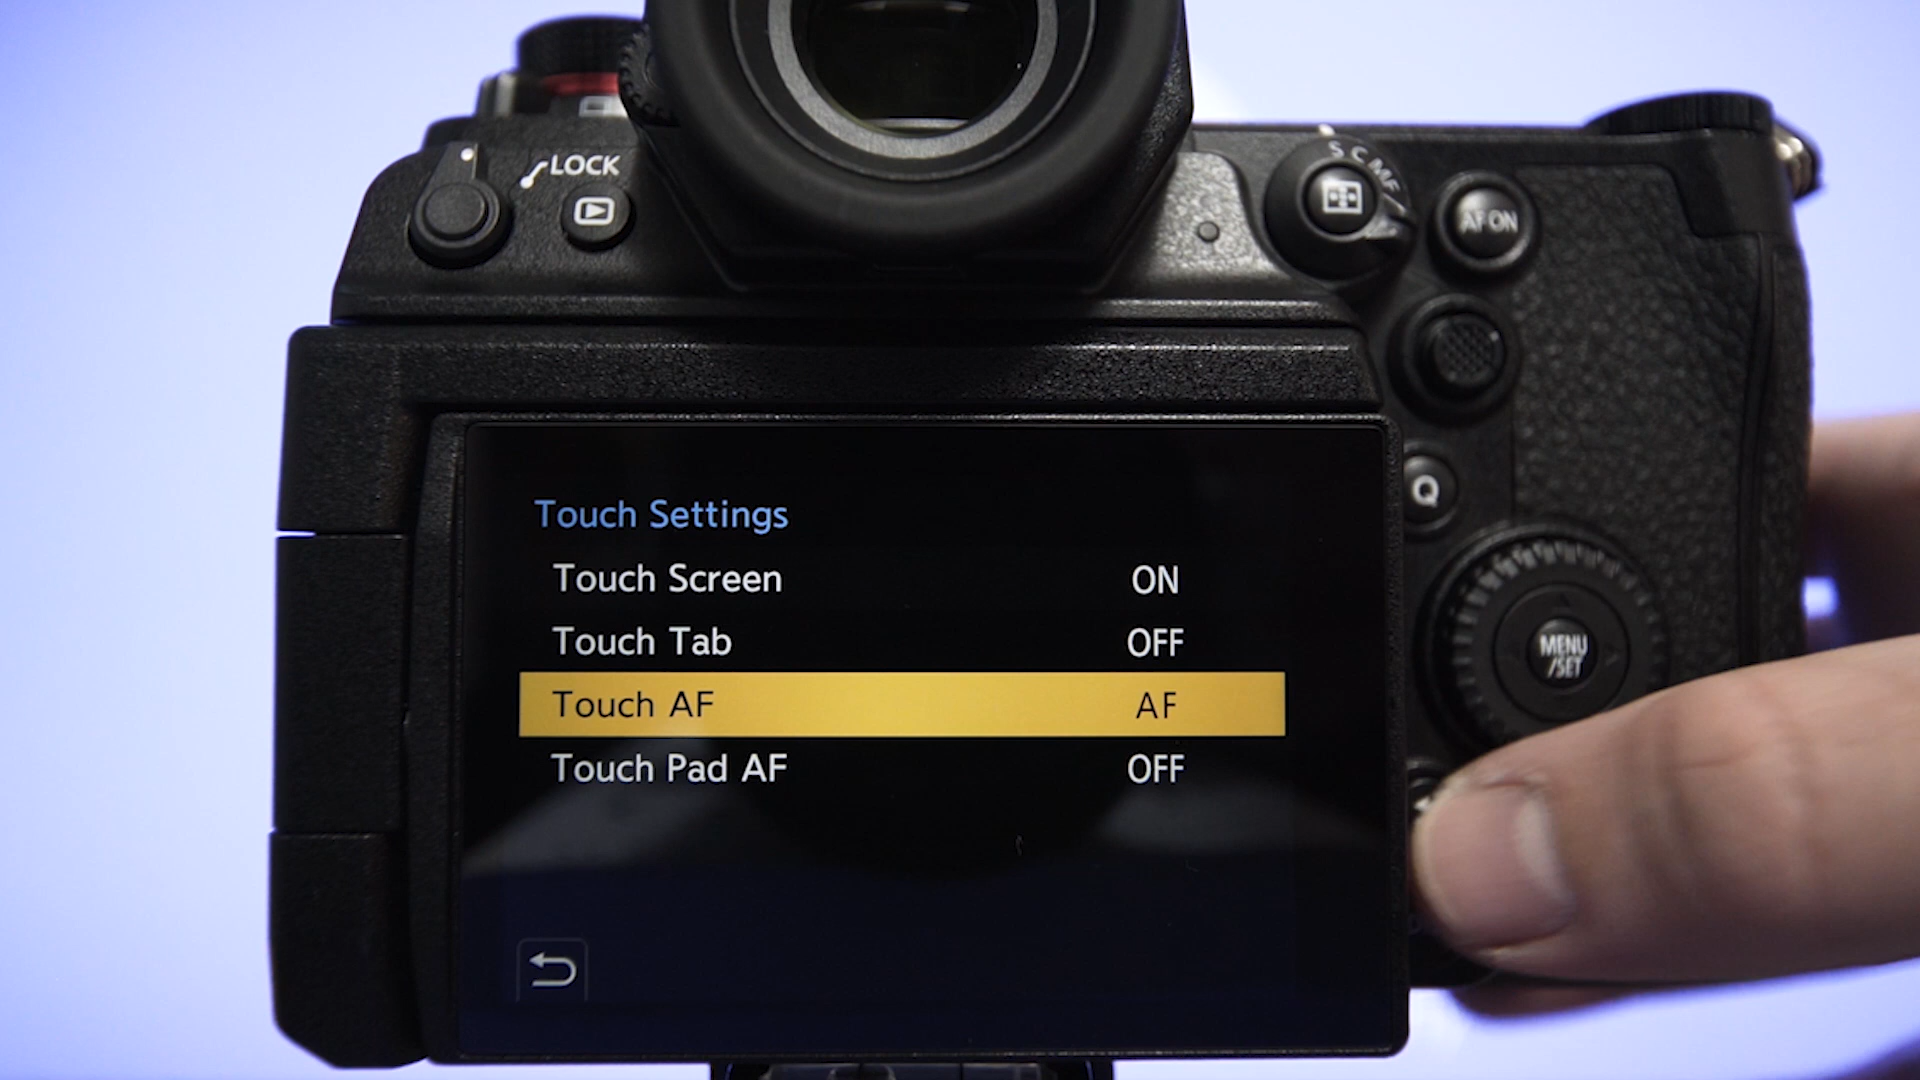 LOCK
S C MF
AF ON
Q
Touch Settings
Touch Screen ON
Touch Tab OFF
Touch AF AF
Touch Pad AF OFF
MENU
/SET